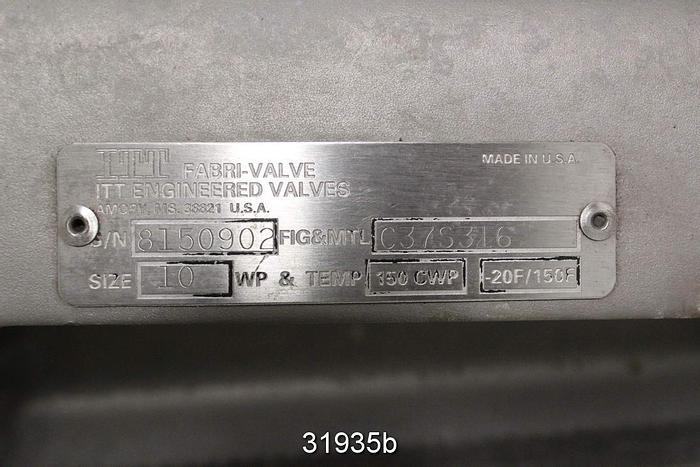 ITT FABRI-VALVE MADE IN U.S.A.
ITT ENGINEERED VALVES
AMORY, MS. 38821 U.S.A.
S/N 8150902 FIG&MTL C37S316
SIZE 10 WP & TEMP 150 CWP -20F/150F
31935b